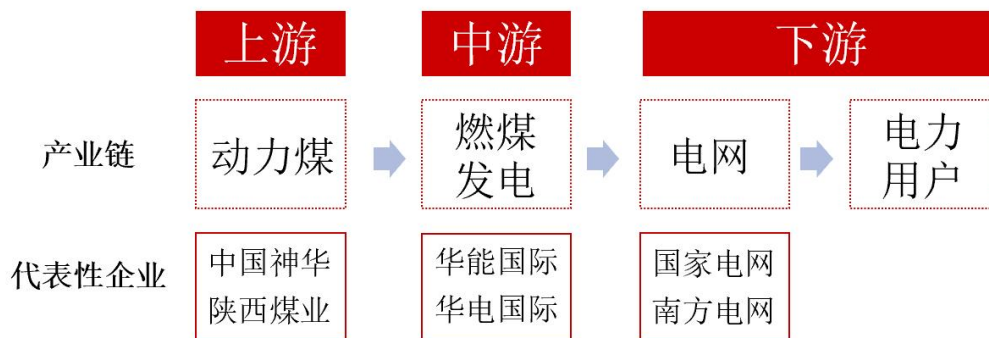 上游 中游 下游
产业链 动力煤 燃煤发电 电网 电力用户
代表性企业
中国神华
陕西煤业
华能国际
华电国际
国家电网
南方电网